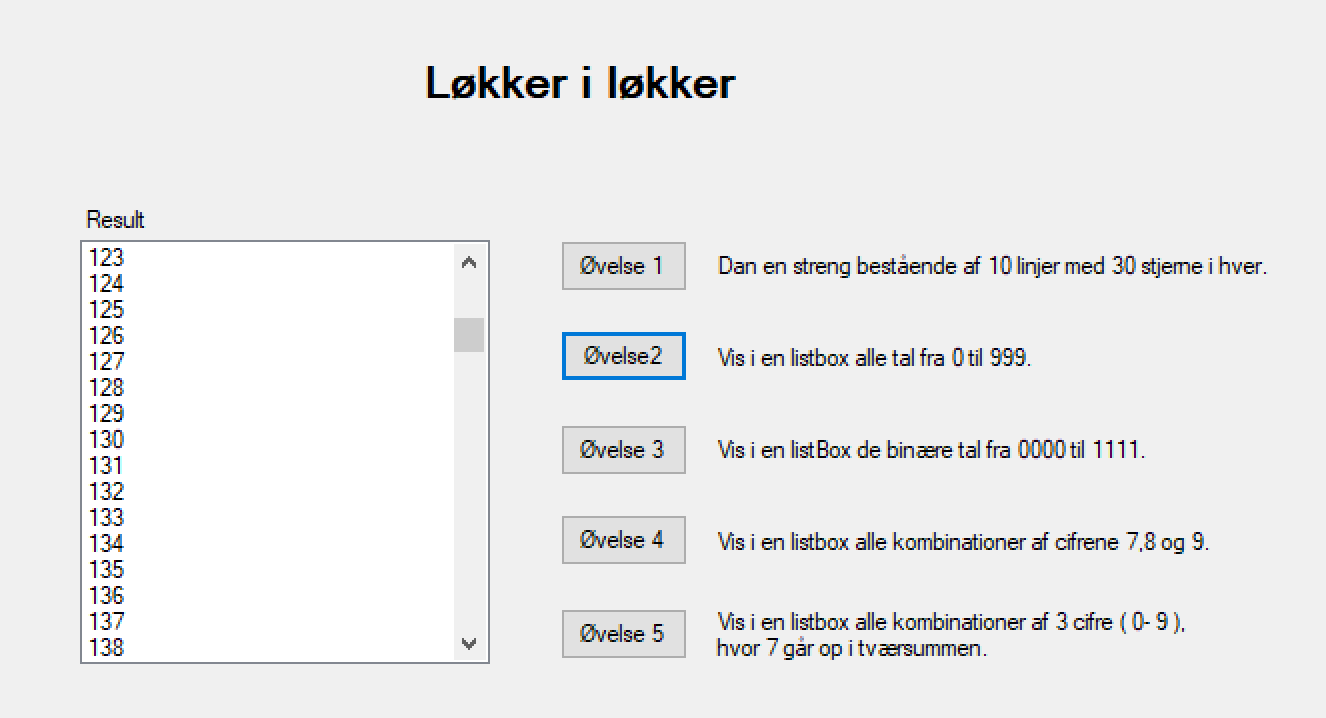 Løkker i løkker
Result
123
124
125
126
127
128
129
130
131
132
133
134
135
136
137
138
Øvelse 1
Dan en streng bestående af 10 linjer med 30 stjerne i hver.
Øvelse2
Vis i en listbox alle tal fra 0 til 999.
Øvelse 3
Vis i en listBox de binære tal fra 0000 til 1111.
Øvelse 4
Vis i en listbox alle kombinationer af cifrene 7,8 og 9.
Øvelse 5
Vis i en listbox alle kombinationer af 3 cifre ( 0- 9 ),
hvor 7 går op i tværsummen.